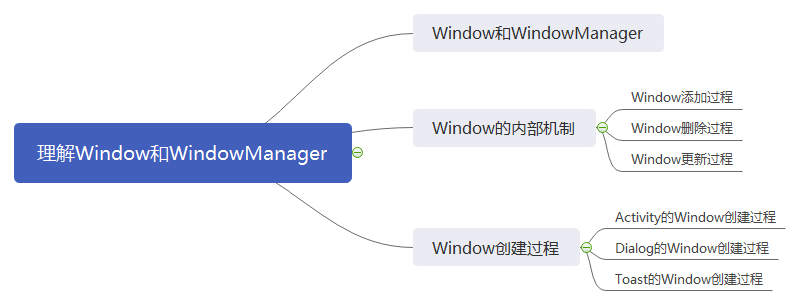 Window和WindowManager
Window添加过程
Window的内部机制
Window删除过程
Window更新过程
理解Window和WindowManager
Activity的Window创建过程
Window创建过程
Dialog的Window创建过程
Toast的Window创建过程